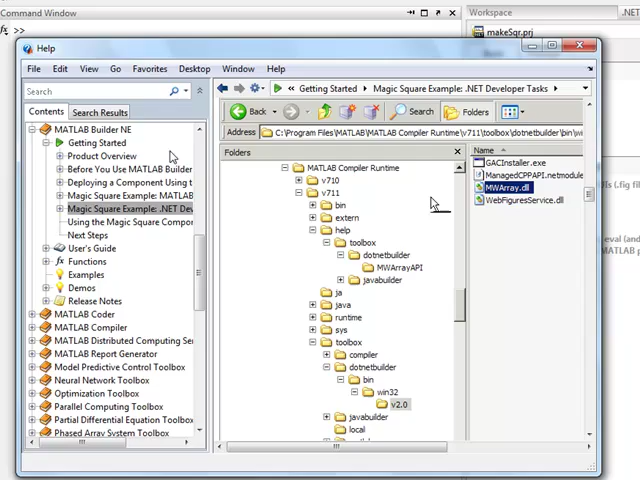 Command Window
Workspace
.NET
>>
makeSqr.prj
Help
File Edit View Go Favorites Desktop Window Help
Search
Getting Started Magic Square Example: .NET Developer Tasks
Contents Search Results
Back Search Folders
Address C:\Program Files\MATLAB\MATLAB Compiler Runtime\v711\toolbox\dotnetbuilder\bin\wi
MATLAB Builder NE
Getting Started
Product Overview
Before You Use MATLAB Builder
Deploying a Component Using t
Magic Square Example: MATLAB
Magic Square Example: .NET Dev
Using the Magic Square Compo
Next Steps
User's Guide
Functions
Examples
Demos
Release Notes
MATLAB Coder
MATLAB Compiler
MATLAB Distributed Computing Ser
MATLAB Report Generator
Model Predictive Control Toolbox
Neural Network Toolbox
Optimization Toolbox
Parallel Computing Toolbox
Partial Differential Equation Toolbox
Phased Array System Toolbox
Folders
MATLAB Compiler Runtime
v710
v711
bin
extern
help
toolbox
dotnetbuilder
MWArrayAPI
javabuilder
ja
java
runtime
sys
toolbox
compiler
dotnetbuilder
bin
win32
v2.0
javabuilder
local
Name
GACInstaller.exe
ManagedCPPAPI.netmodule
MWArray.dll
WebFiguresService.dll
UIs (.fig fil
eval (and
MATLAB p